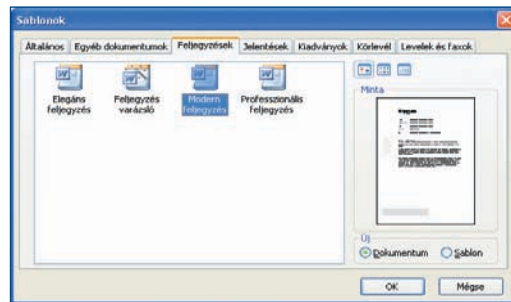 Sablonok
Általános Egyéb dokumentumok Feljegyzések Jelentések Kiadványok Körlevél Levelek és faxok
Elegáns feljegyzés
Feljegyzés varázsló
Modern feljegyzés
Professzionális feljegyzés
Minta
Új
Dokumentum Sablon
OK Mégse